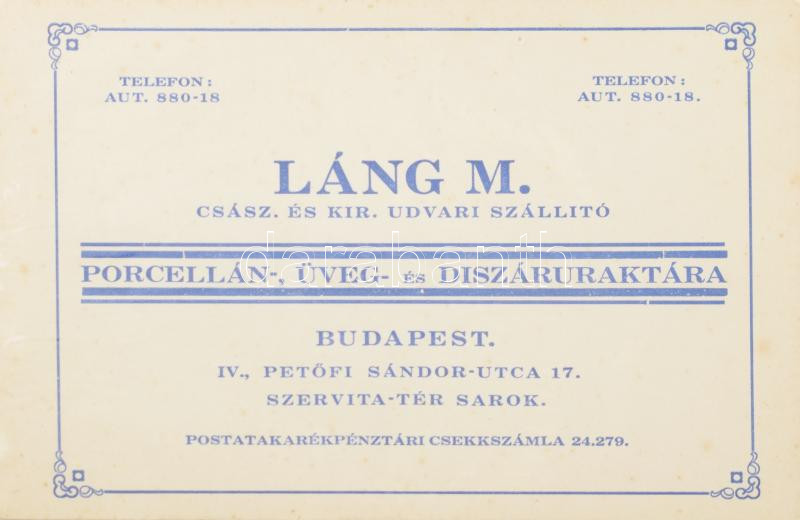 TELEFON:
AUT. 880-18
TELEFON:
AUT. 880-18.
LÁNG M.
CSÁSZ. ÉS KIR. UDVARI SZÁLLITÓ
PORCELLÁN-, ÜVEG- és DISZÁRURAKTÁRA
darabanth
BUDAPEST.
IV., PETŐFI SÁNDOR-UTCA 17.
SZERVITA-TÉR SAROK.
POSTATAKARÉKPÉNZTÁRI CSEKKSZÁMLA 24.279.